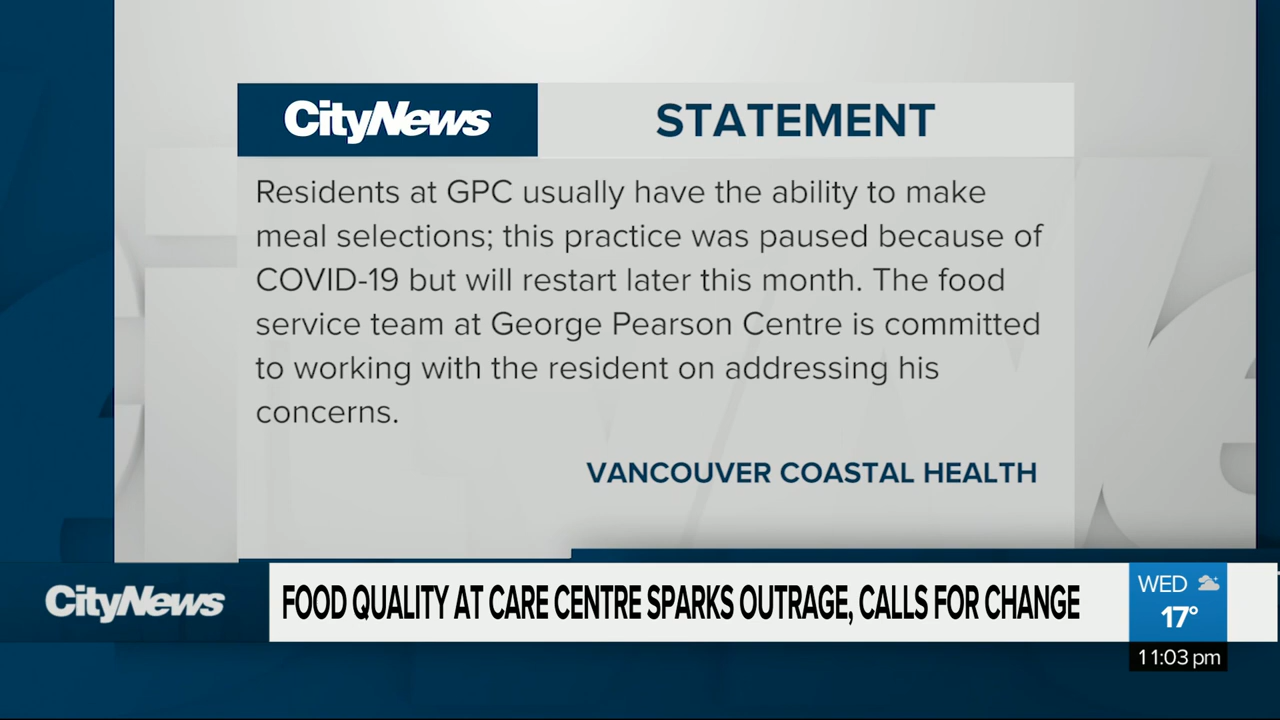 CityNews STATEMENT
Residents at GPC usually have the ability to make
meal selections; this practice was paused because of
COVID-19 but will restart later this month. The food
service team at George Pearson Centre is committed
to working with the resident on addressing his
concerns.
VANCOUVER COASTAL HEALTH
CityNews FOOD QUALITY AT CARE CENTRE SPARKS OUTRAGE, CALLS FOR CHANGE
WED
17°
11:03 pm